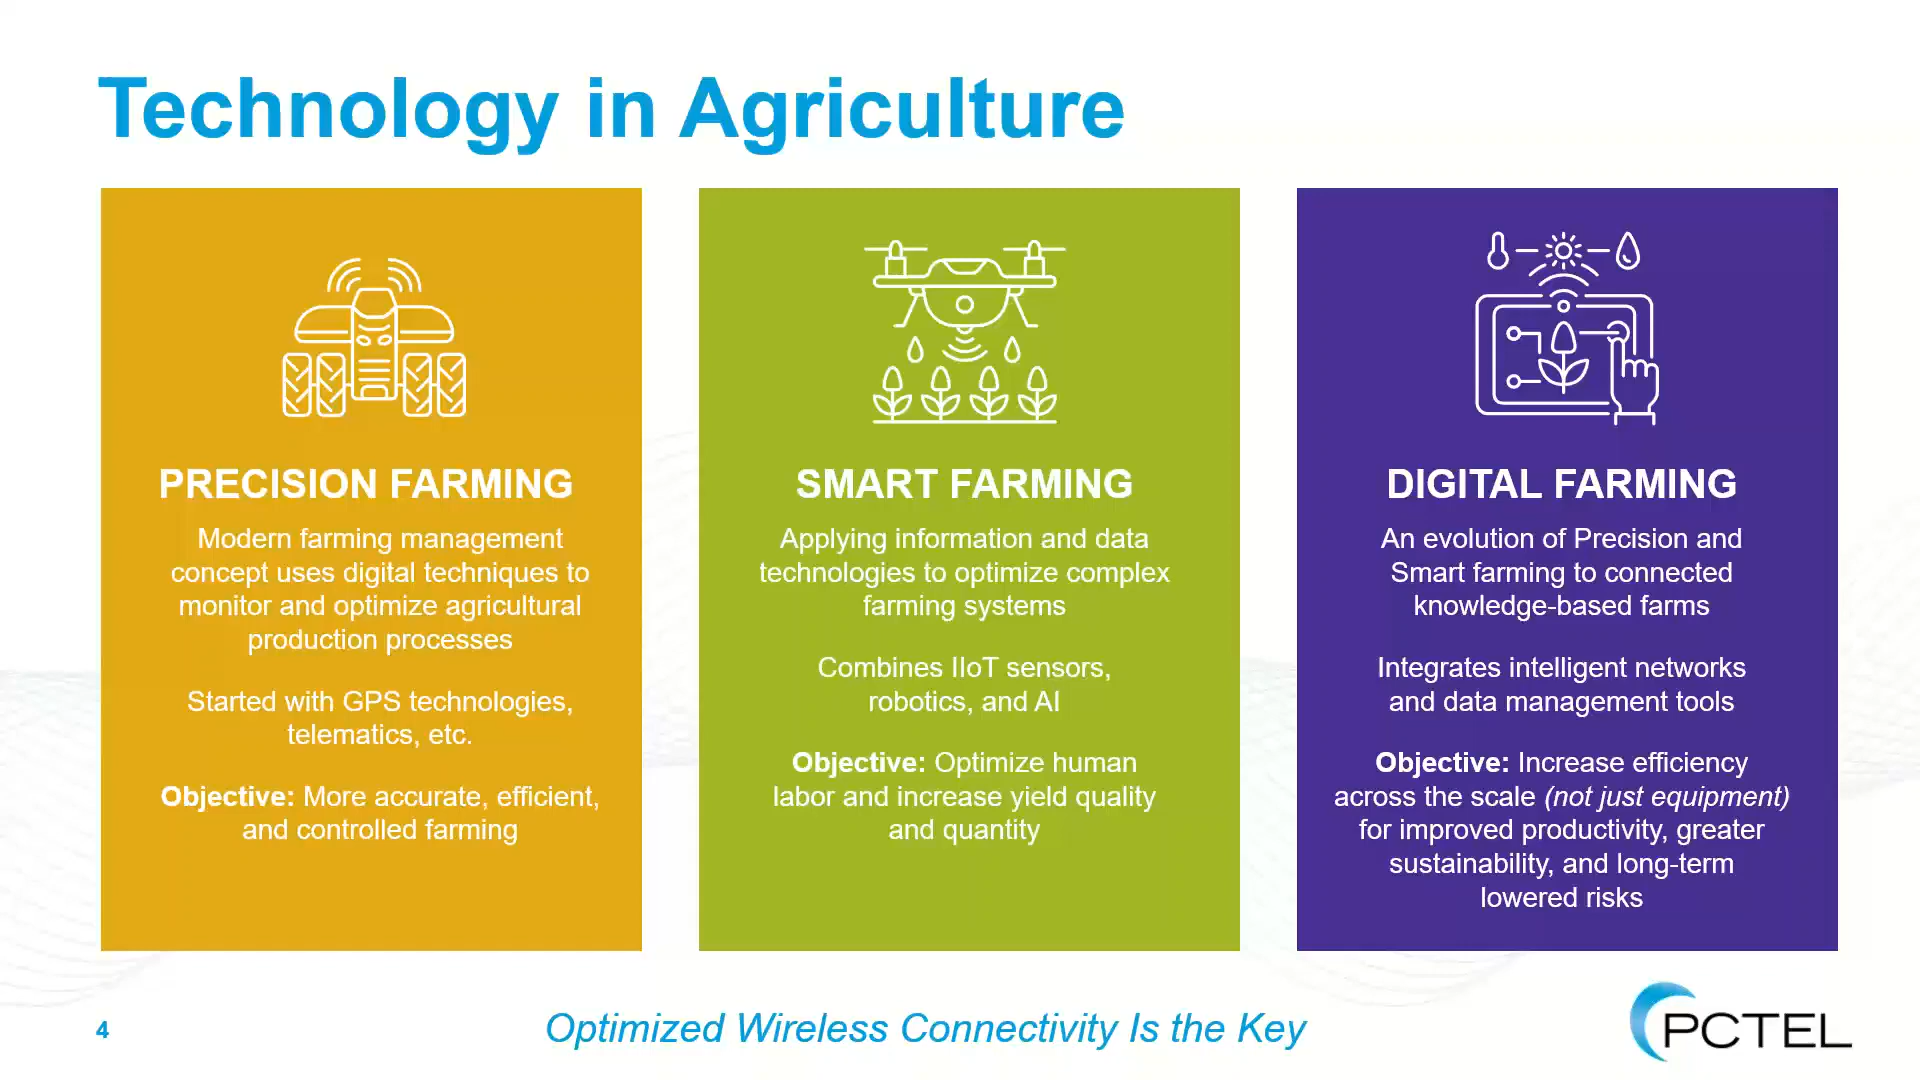 Technology in Agriculture
PRECISION FARMING
Modern farming management
concept uses digital techniques to
monitor and optimize agricultural
production processes
Started with GPS technologies,
telematics, etc.
Objective: More accurate, efficient,
and controlled farming
SMART FARMING
Applying information and data
technologies to optimize complex
farming systems
Combines IIoT sensors,
robotics, and AI
Objective: Optimize human
labor and increase yield quality
and quantity
DIGITAL FARMING
An evolution of Precision and
Smart farming to connected
knowledge-based farms
Integrates intelligent networks
and data management tools
Objective: Increase efficiency
across the scale (not just equipment)
for improved productivity, greater
sustainability, and long-term
lowered risks
4
Optimized Wireless Connectivity Is the Key
PCTEL